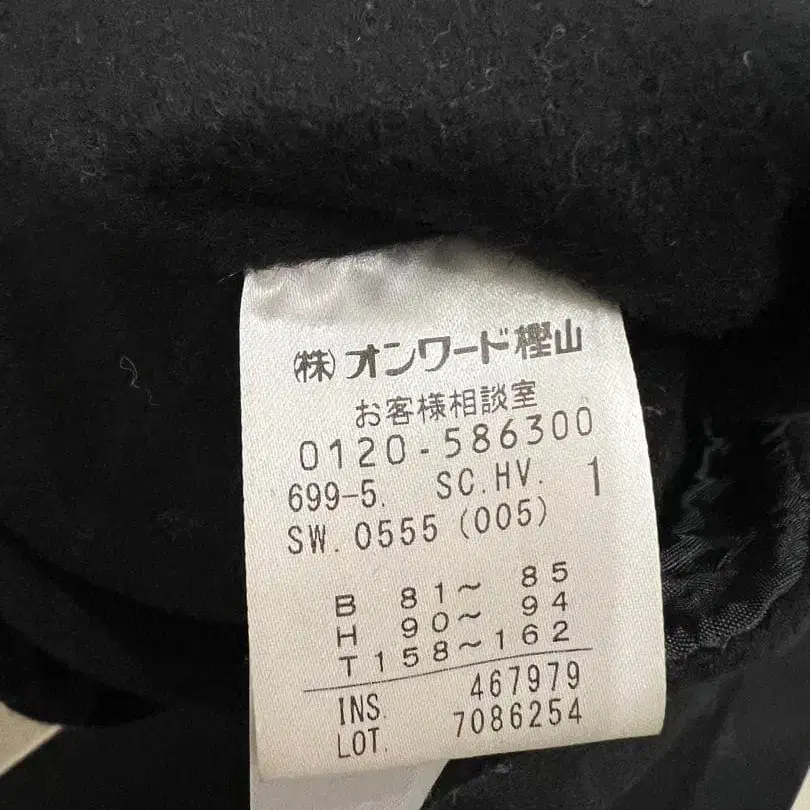 (株)オンワード樫山
お客様相談室
0120-586300
699-5. SC.HV. 1
SW. 0555 (005)
B 81～ 85
H 90～ 94
T158～162
INS. 467979
LOT. 7086254